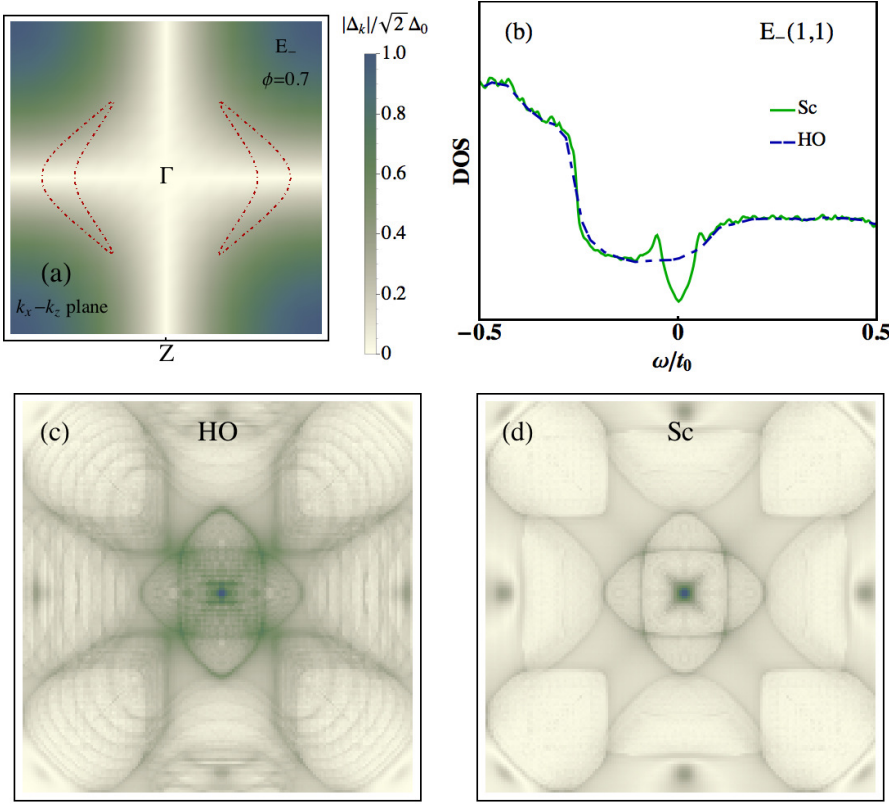 |Δk|/√2 Δ0
E−
ϕ=0.7
Γ
(a)
kx−kz plane
Z
1.0
0.8
0.6
0.4
0.2
0
(b)
E−(1,1)
Sc
HO
DOS
−0.5
0
0.5
ω/t0
(c)
HO
(d)
Sc